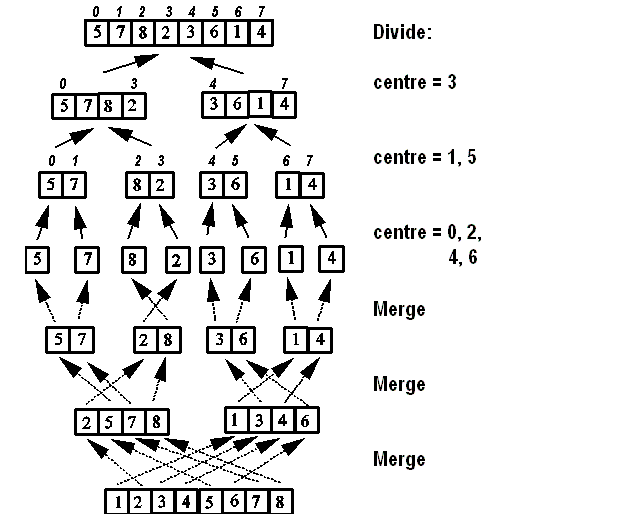 0 1 2 3 4 5 6 7
5 7 8 2 3 6 1 4 Divide:
0 3 4 7 centre = 3
5 7 8 2 3 6 1 4
0 1 2 3 4 5 6 7 centre = 1, 5
5 7 8 2 3 6 1 4
centre = 0, 2,
5 7 8 2 3 6 1 4 4, 6
Merge
5 7 2 8 3 6 1 4
Merge
2 5 7 8 1 3 4 6
Merge
1 2 3 4 5 6 7 8